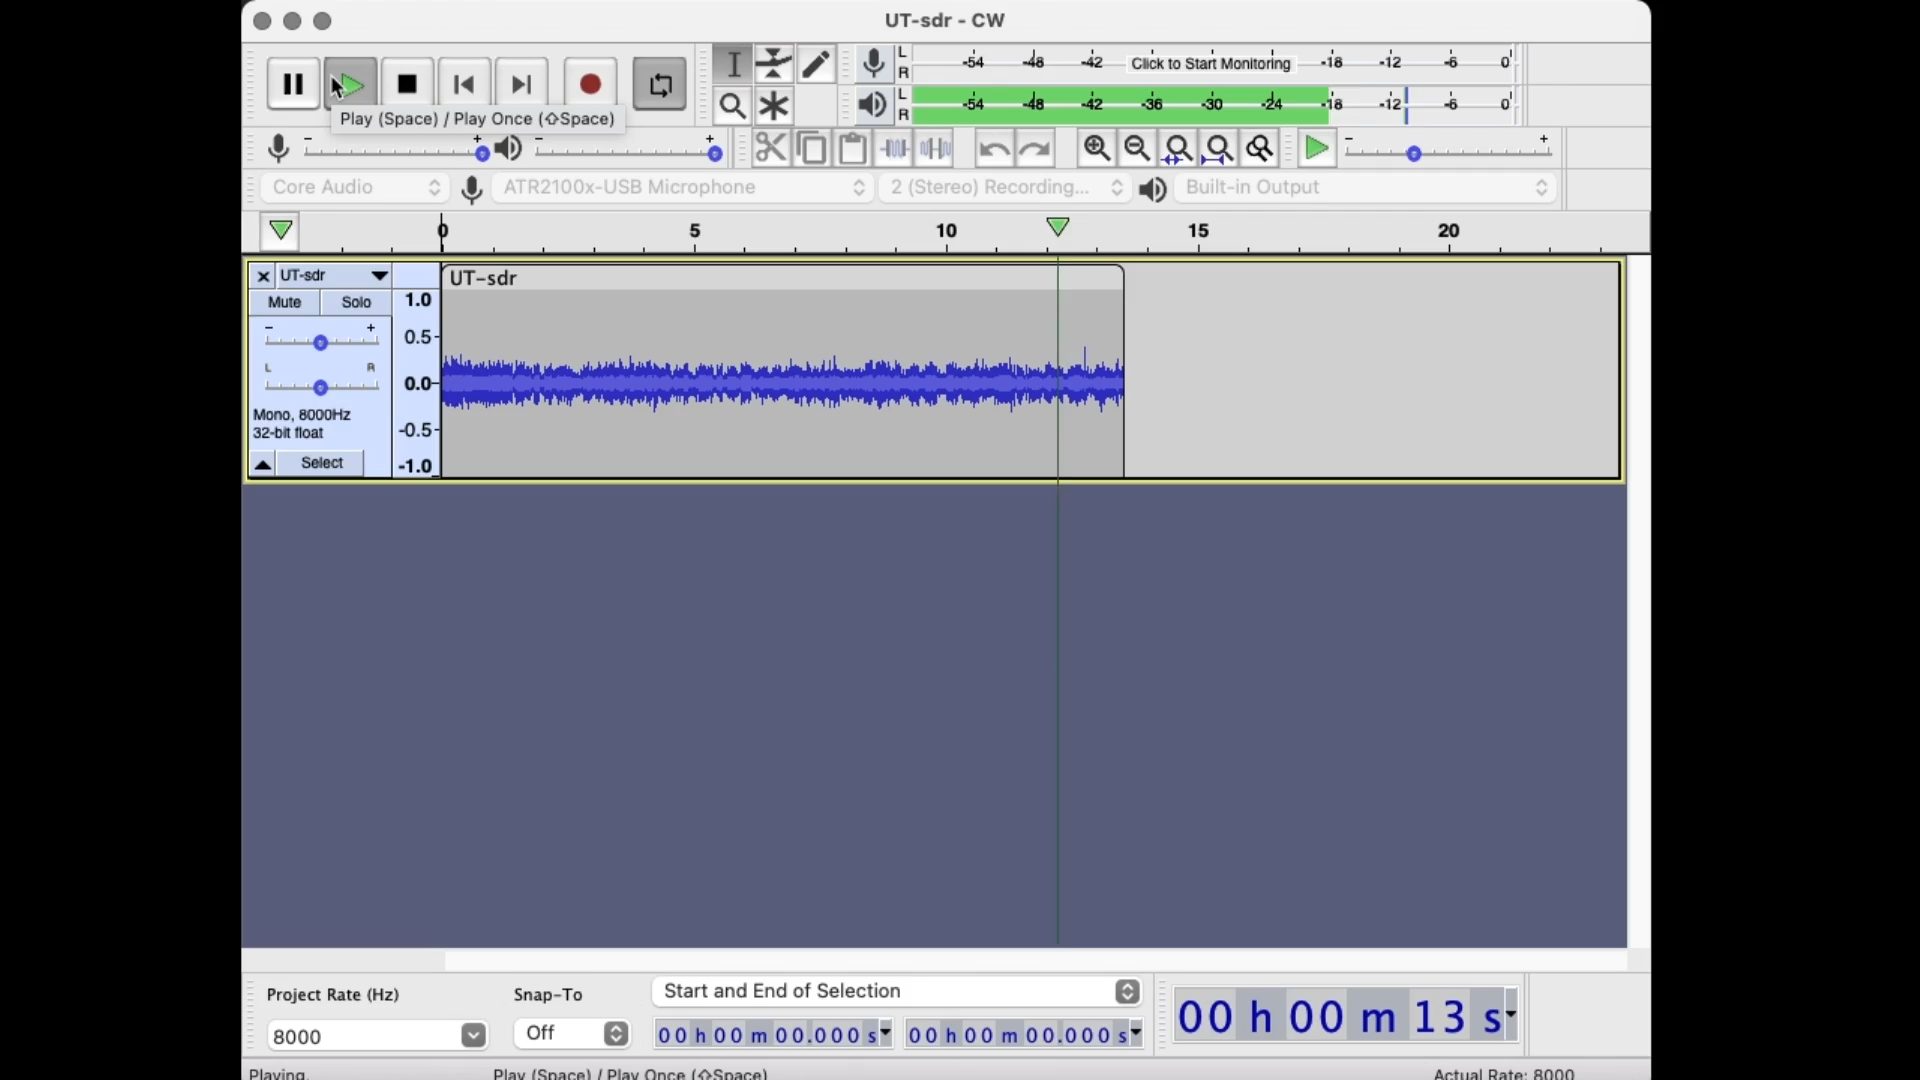 UT-sdr - CW
L
R
-54 -48 -42 Click to Start Monitoring -18 -12 -6 0
L
R
-54 -48 -42 -36 -30 -24 -18 -12 -6 0
Play (Space) / Play Once (⇧Space)
- + - + - +
Core Audio ATR2100x-USB Microphone 2 (Stereo) Recording... Built-in Output
0 5 10 15 20
UT-sdr
UT-sdr
Mute Solo
- +
L R
Mono, 8000Hz
32-bit float
Select
1.0
0.5-
0.0-
-0.5-
-1.0
Project Rate (Hz) Snap-To Start and End of Selection
8000 Off 00 h 00 m 00.000 s 00 h 00 m 00.000 s 00 h 00 m 13 s
Playing. Play (Space) / Play Once (⇧Space) Actual Rate: 8000